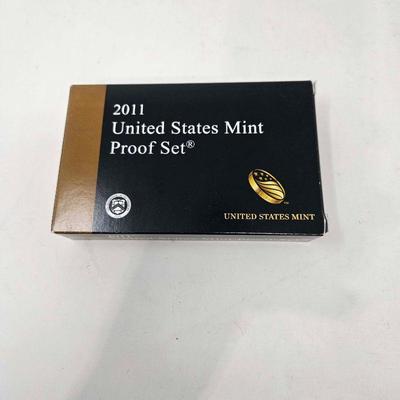 2011
United States Mint
Proof Set®
UNITED STATES MINT